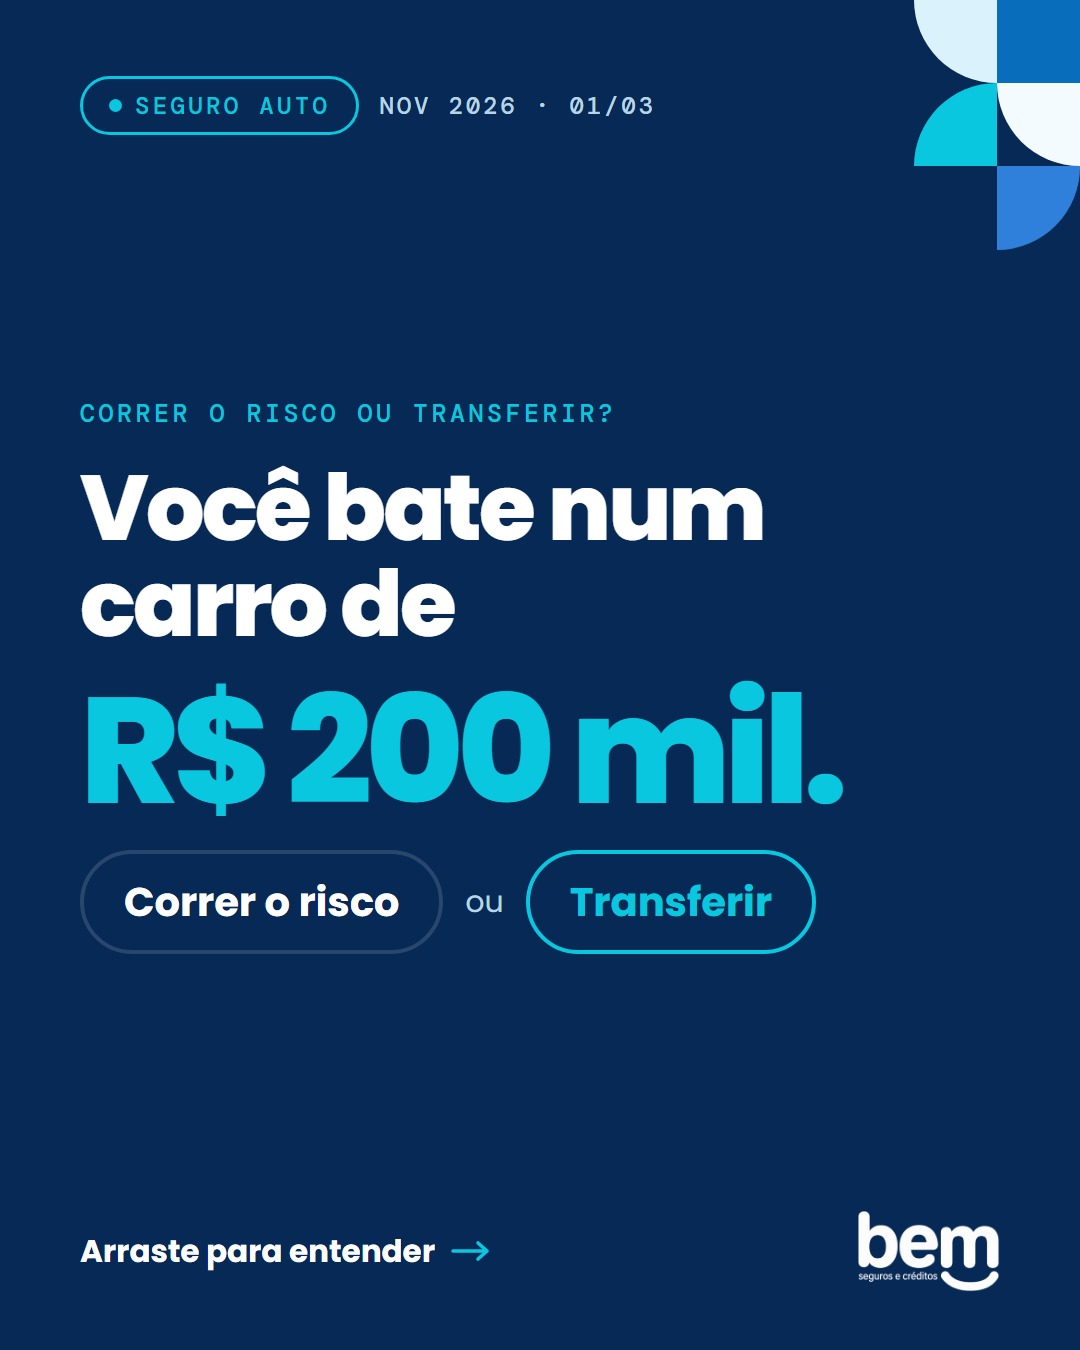 SEGURO AUTO NOV 2026 · 01/03
CORRER O RISCO OU TRANSFERIR?
Você bate num
carro de
R$ 200 mil.
Correr o risco ou Transferir
Arraste para entender →
bem
seguros e créditos